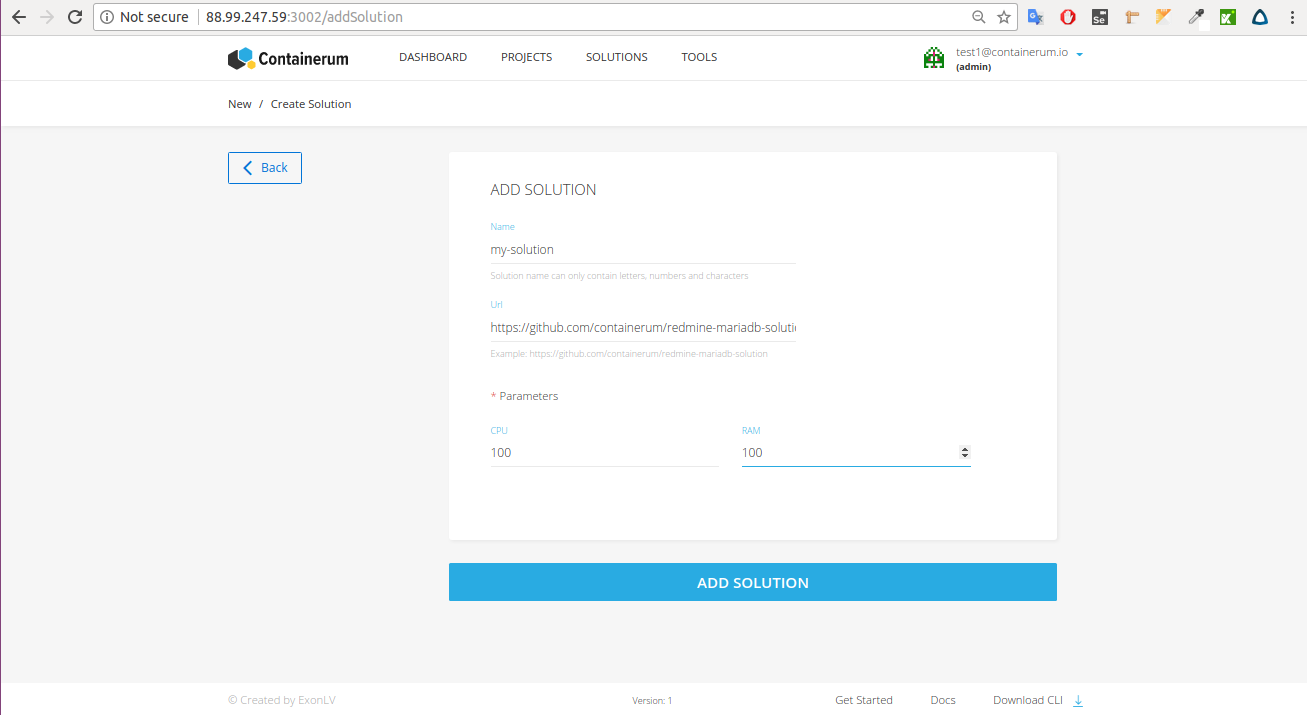 Not secure | 88.99.247.59:3002/addSolution
Se
Containerum DASHBOARD PROJECTS SOLUTIONS TOOLS test1@containerum.io
(admin)
New / Create Solution
Back
ADD SOLUTION
Name
my-solution
Solution name can only contain letters, numbers and characters
Url
https://github.com/containerum/redmine-mariadb-soluti
Example: https://github.com/containerum/redmine-mariadb-solution
* Parameters
CPU RAM
100 100
ADD SOLUTION
© Created by ExonLV Version: 1 Get Started Docs Download CLI